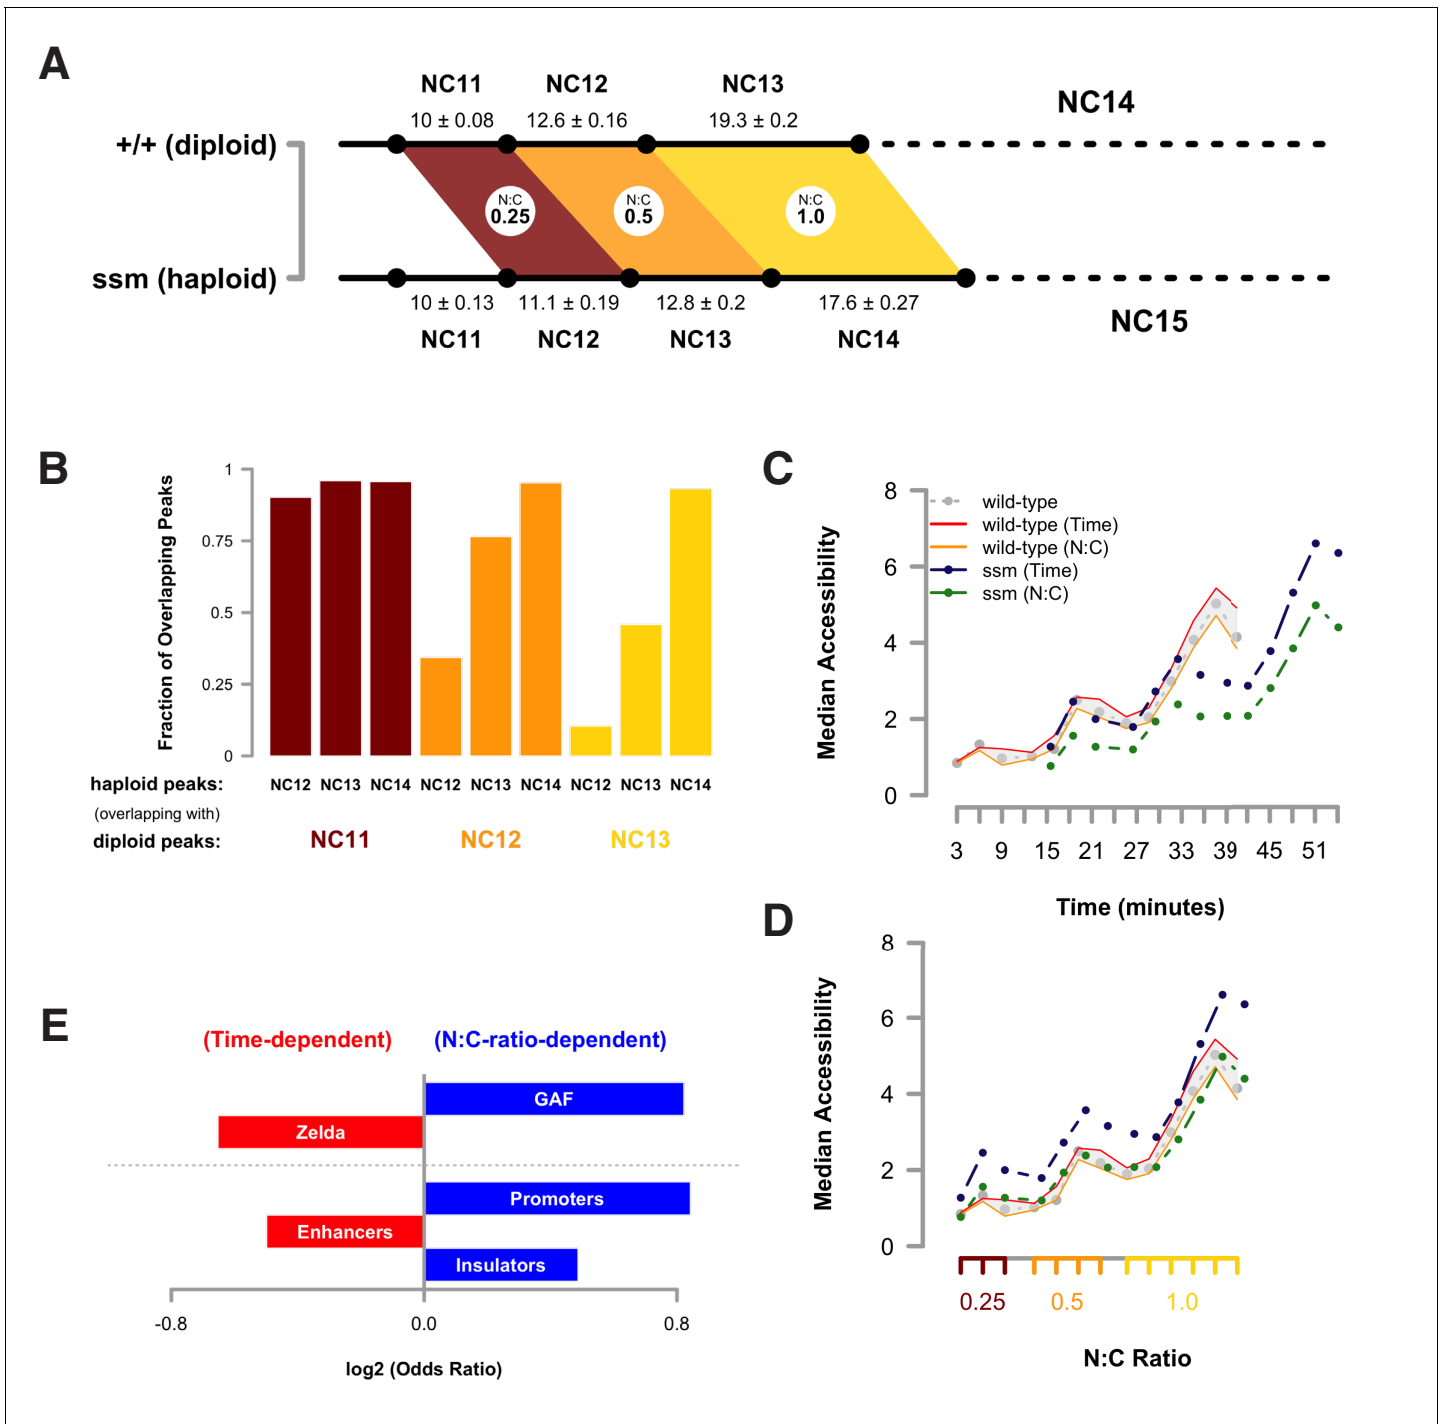 A
NC11 NC12 NC13 NC14
10 ± 0.08 12.6 ± 0.16 19.3 ± 0.2
+/+ (diploid)
N:C N:C N:C
0.25 0.5 1.0
ssm (haploid)
10 ± 0.13 11.1 ± 0.19 12.8 ± 0.2 17.6 ± 0.27
NC15
NC11 NC12 NC13 NC14
B
Fraction of Overlapping Peaks
1
0.75
0.5
0.25
0
haploid peaks: NC12 NC13 NC14 NC12 NC13 NC14 NC12 NC13 NC14
(overlapping with)
diploid peaks: NC11 NC12 NC13
C
Median Accessibility
8
6
4
2
0
wild-type
wild-type (Time)
wild-type (N:C)
ssm (Time)
ssm (N:C)
3 9 15 21 27 33 39 45 51
Time (minutes)
D
Median Accessibility
8
6
4
2
0
0.25 0.5 1.0
N:C Ratio
E
(Time-dependent) (N:C-ratio-dependent)
GAF
Zelda
Promoters
Enhancers
Insulators
-0.8 0.0 0.8
log2 (Odds Ratio)